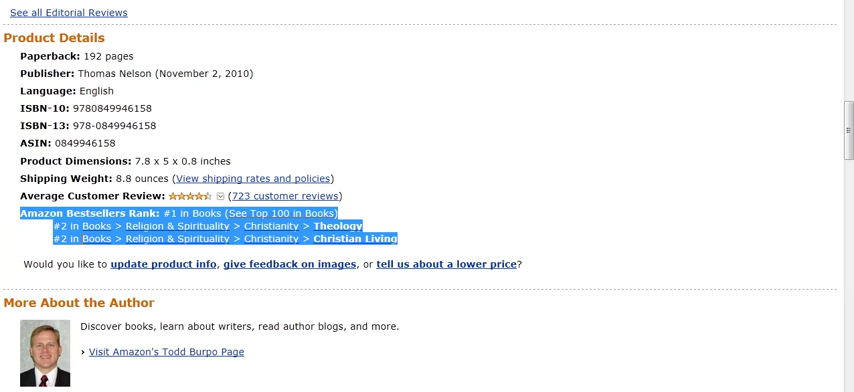 See all Editorial Reviews
Product Details
Paperback: 192 pages
Publisher: Thomas Nelson (November 2, 2010)
Language: English
ISBN-10: 9780849946158
ISBN-13: 978-0849946158
ASIN: 0849946158
Product Dimensions: 7.8 x 5 x 0.8 inches
Shipping Weight: 8.8 ounces (View shipping rates and policies)
Average Customer Review: (723 customer reviews)
Amazon Bestsellers Rank: #1 in Books (See Top 100 in Books)
#2 in Books > Religion & Spirituality > Christianity > Theology
#2 in Books > Religion & Spirituality > Christianity > Christian Living
Would you like to update product info, give feedback on images, or tell us about a lower price?
More About the Author
Discover books, learn about writers, read author blogs, and more.
› Visit Amazon's Todd Burpo Page